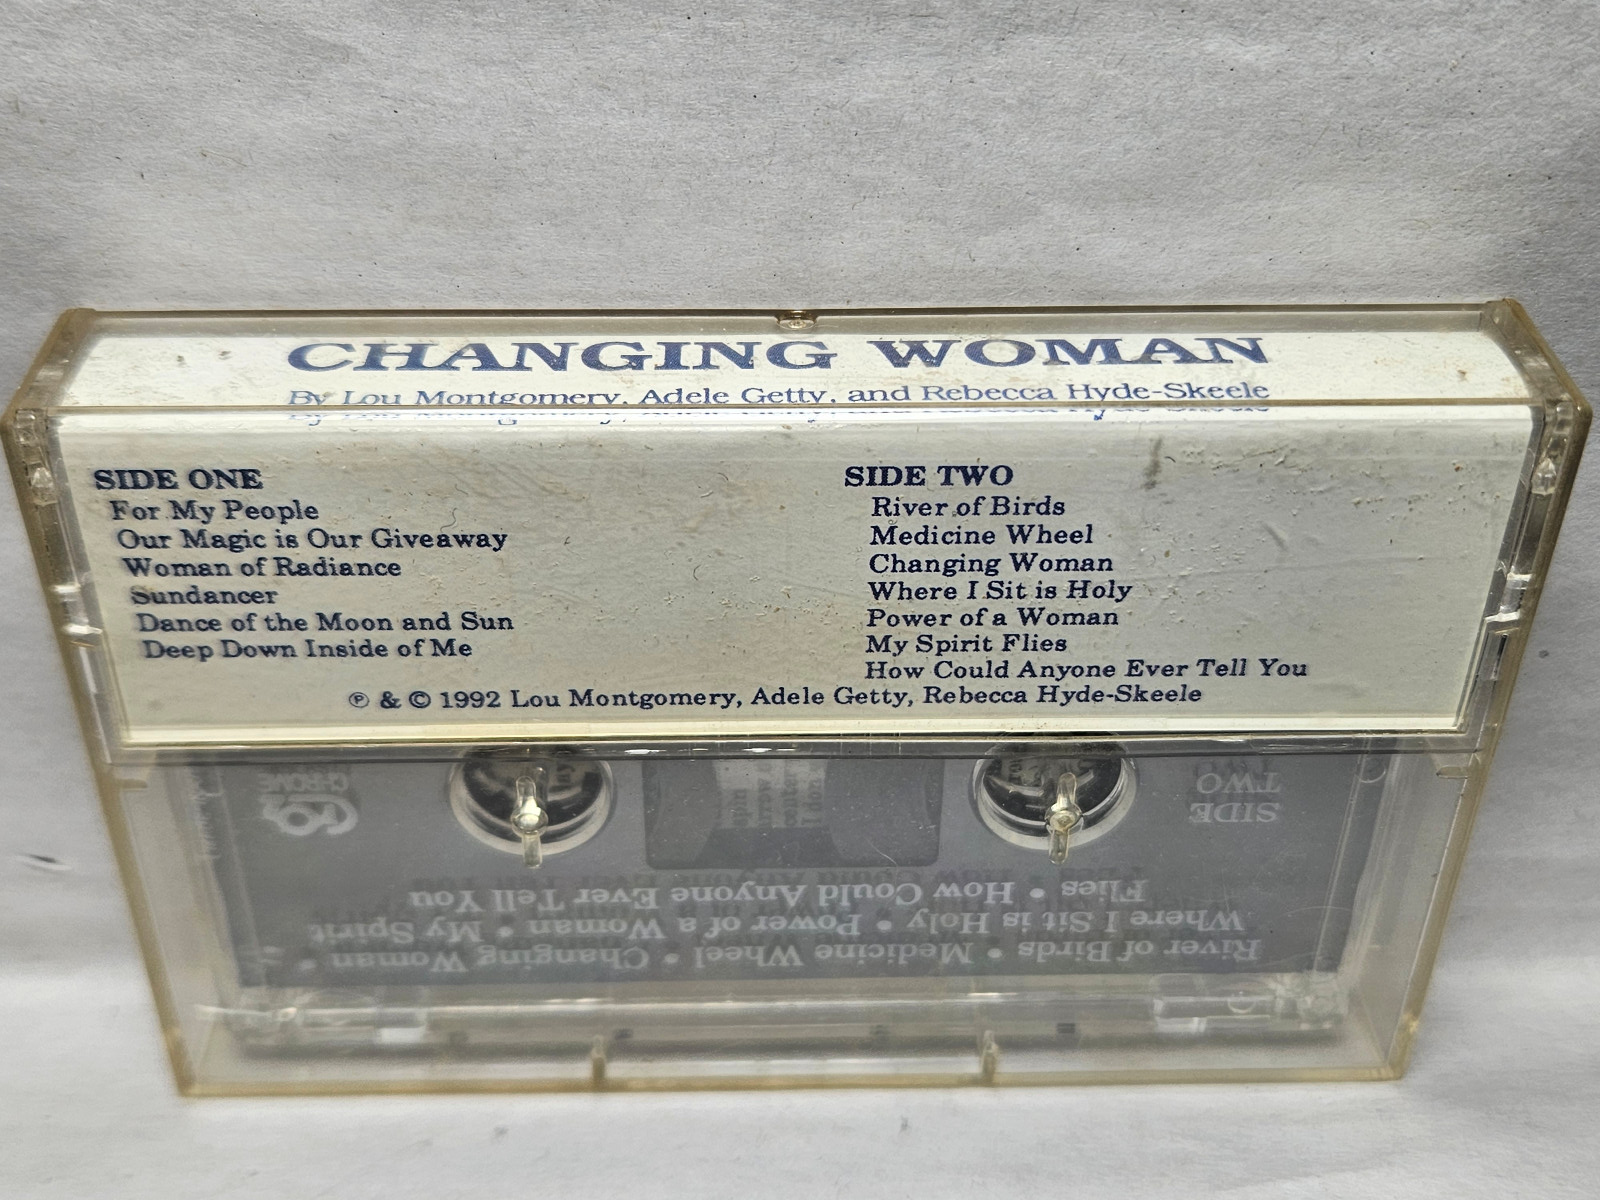 CHANGING WOMAN
By Lou Montgomery, Adele Getty, and Rebecca Hyde-Skeele
SIDE ONE
For My People
Our Magic is Our Giveaway
Woman of Radiance
Sundancer
Dance of the Moon and Sun
Deep Down Inside of Me
SIDE TWO
River of Birds
Medicine Wheel
Changing Woman
Where I Sit is Holy
Power of a Woman
My Spirit Flies
How Could Anyone Ever Tell You
℗ & © 1992 Lou Montgomery, Adele Getty, Rebecca Hyde-Skeele
CHROME
SIDE
TWO
River of Birds • Medicine Wheel • Changing Woman •
Where I Sit is Holy • Power of a Woman • My Spirit
Flies • How Could Anyone Ever Tell You